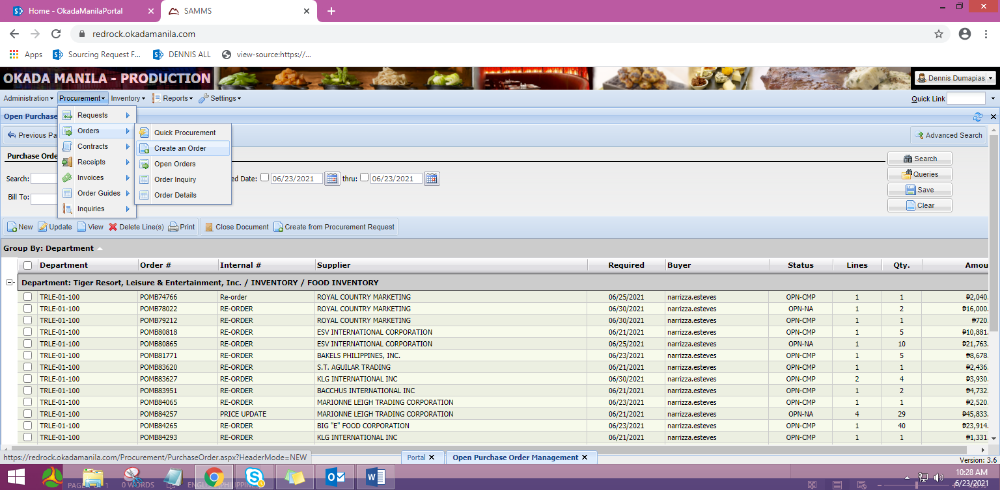 Home - OkadaManilaPortal
SAMMS
redrock.okadamanila.com
Apps Sourcing Request F... DENNIS ALL view-source:https://...
OKADA MANILA - PRODUCTION
Dennis Dumapias
Administration Procurement Inventory Reports Settings
Quick Link
Open Purchase
Previous Pa
Advanced Search
Requests
Orders
Contracts
Receipts
Invoices
Order Guides
Inquiries
Quick Procurement
Create an Order
Open Orders
Order Inquiry
Order Details
Purchase Orde
Search:
ed Date: 06/23/2021 thru: 06/23/2021
Bill To:
Search
Queries
Save
Clear
New Update View Delete Line(s) Print Close Document Create from Procurement Request
Group By: Department
Department Order # Internal # Supplier Required Buyer Status Lines Qty. Amou
Department: Tiger Resort, Leisure & Entertainment, Inc. / INVENTORY / FOOD INVENTORY
TRLE-01-100 POMB74766 Re-order ROYAL COUNTRY MARKETING 06/25/2021 narrizza.esteves OPN-CMP 1 1 ₱2,040.
TRLE-01-100 POMB78022 RE-ORDER ROYAL COUNTRY MARKETING 06/30/2021 narrizza.esteves OPN-NA 1 2 ₱16,000.
TRLE-01-100 POMB79212 RE-ORDER ROYAL COUNTRY MARKETING 06/30/2021 narrizza.esteves OPN-CMP 1 1 ₱720.
TRLE-01-100 POMB80818 RE-ORDER ESV INTERNATIONAL CORPORATION 06/21/2021 narrizza.esteves OPN-CMP 1 5 ₱10,881.
TRLE-01-100 POMB80865 RE-ORDER ESV INTERNATIONAL CORPORATION 06/25/2021 narrizza.esteves OPN-NA 1 10 ₱21,763.
TRLE-01-100 POMB81771 RE-ORDER BAKELS PHILIPPINES, INC. 06/23/2021 narrizza.esteves OPN-CMP 1 5 ₱8,678.
TRLE-01-100 POMB83620 RE-ORDER S.T. AGUILAR TRADING 06/21/2021 narrizza.esteves OPN-CMP 1 1 ₱2,436.
TRLE-01-100 POMB83627 RE-ORDER KLG INTERNATIONAL INC 06/30/2021 narrizza.esteves OPN-CMP 2 4 ₱3,930.
TRLE-01-100 POMB83951 RE-ORDER BACCHUS INTERNATIONAL INC 06/21/2021 narrizza.esteves OPN-CMP 1 2 ₱4,732.
TRLE-01-100 POMB84065 RE-ORDER MARIONNE LEIGH TRADING CORPORATION 06/23/2021 narrizza.esteves OPN-CMP 1 1 ₱2,520.
TRLE-01-100 POMB84257 PRICE UPDATE MARIONNE LEIGH TRADING CORPORATION 06/21/2021 narrizza.esteves OPN-NA 4 29 ₱45,833.
TRLE-01-100 POMB84265 RE-ORDER BIG "E" FOOD CORPORATION 06/23/2021 narrizza.esteves OPN-CMP 1 40 ₱23,914.
TRLE-01-100 POMB84293 RE-ORDER KLG INTERNATIONAL INC 06/21/2021 narrizza.esteves OPN-CMP 1 1 ₱1,331.
https://redrock.okadamanila.com/Procurement/PurchaseOrder.aspx?HeaderMode=NEW
Portal
Open Purchase Order Management
Version: 3.6
0 WORDS
10:28 AM
6/23/2021